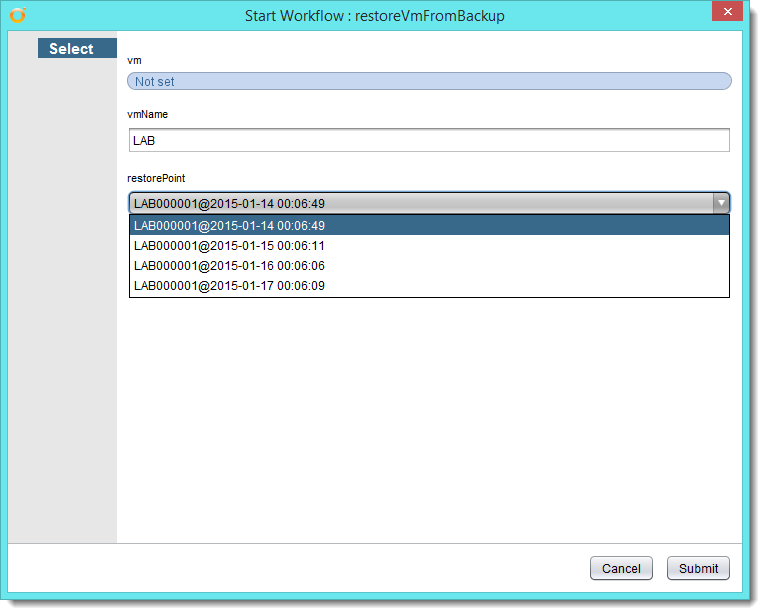 Start Workflow : restoreVmFromBackup
Select
vm
Not set
vmName
LAB
restorePoint
LAB000001@2015-01-14 00:06:49
LAB000001@2015-01-14 00:06:49
LAB000001@2015-01-15 00:06:11
LAB000001@2015-01-16 00:06:06
LAB000001@2015-01-17 00:06:09
Cancel
Submit